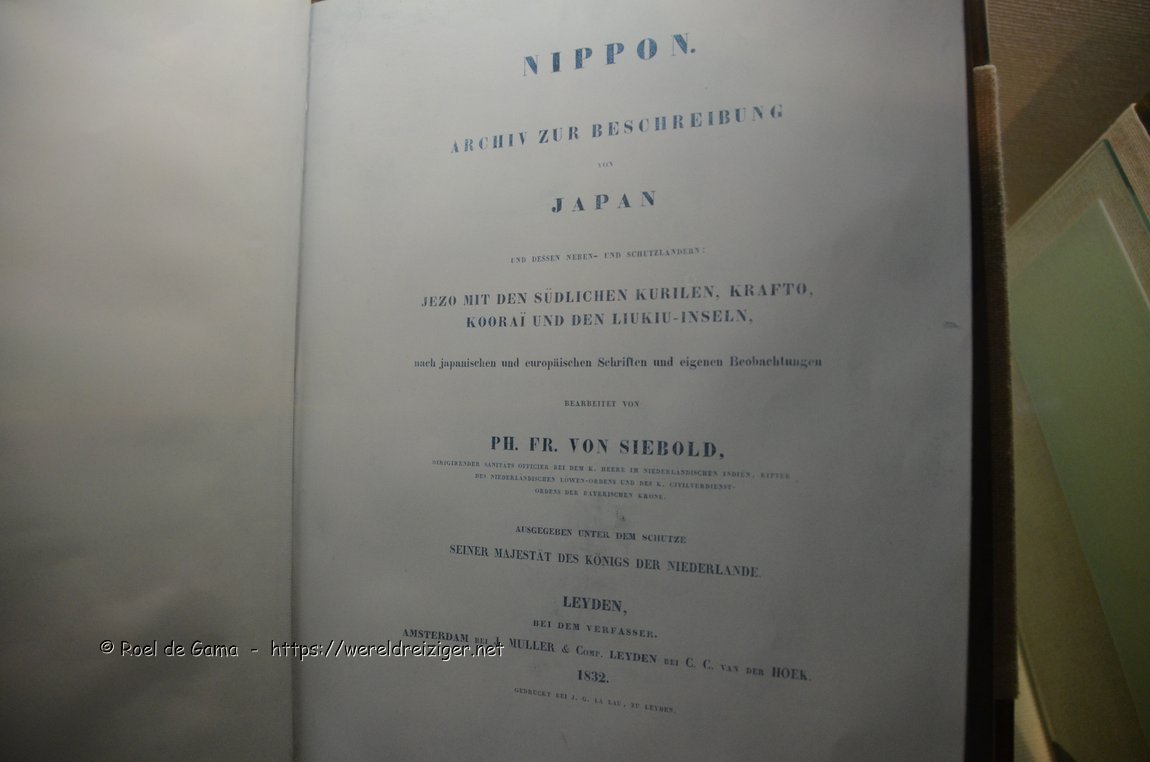 NIPPON.
ARCHIV ZUR BESCHREIBUNG
VON
JAPAN
UND DESSEN NEBEN- UND SCHUTZLÄNDERN:
JEZO MIT DEN SÜDLICHEN KURILEN, KRAFTO,
KOORAÏ UND DEN LIUKIU-INSELN,
nach japanischen und europäischen Schriften und eigenen Beobachtungen
BEARBEITET VON
PH. FR. VON SIEBOLD,
DIRIGIRENDER SANITÄTS OFFICIER BEI DEM K. HEERE IM NIEDERLÄNDISCHEN INDIEN, RITTER
DES NIEDERLÄNDISCHEN LÖWEN-ORDENS UND DES K. CIVILVERDIENST-
ORDENS DER BAYERISCHEN KRONE.
AUSGEGEBEN UNTER DEM SCHUTZE
SEINER MAJESTÄT DES KÖNIGS DER NIEDERLANDE.
LEYDEN,
BEI DEM VERFASSER.
AMSTERDAM BEI J. MULLER & COMP. LEYDEN BEI C. C. VAN DER HOEK.
1832.
GEDRUCKT BEI J. G. LA LAU, ZU LEYDEN.
© Roel de Gama - https://wereldreiziger.net